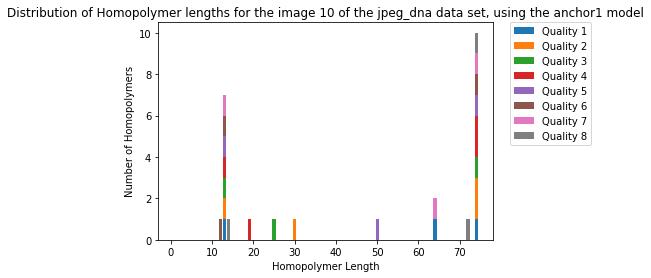 Distribution of Homopolymer lengths for the image 10 of the jpeg_dna data set, using the anchor1 model
Number of Homopolymers
10
8
6
4
2
0
0 10 20 30 40 50 60 70
Homopolymer Length
Quality 1
Quality 2
Quality 3
Quality 4
Quality 5
Quality 6
Quality 7
Quality 8